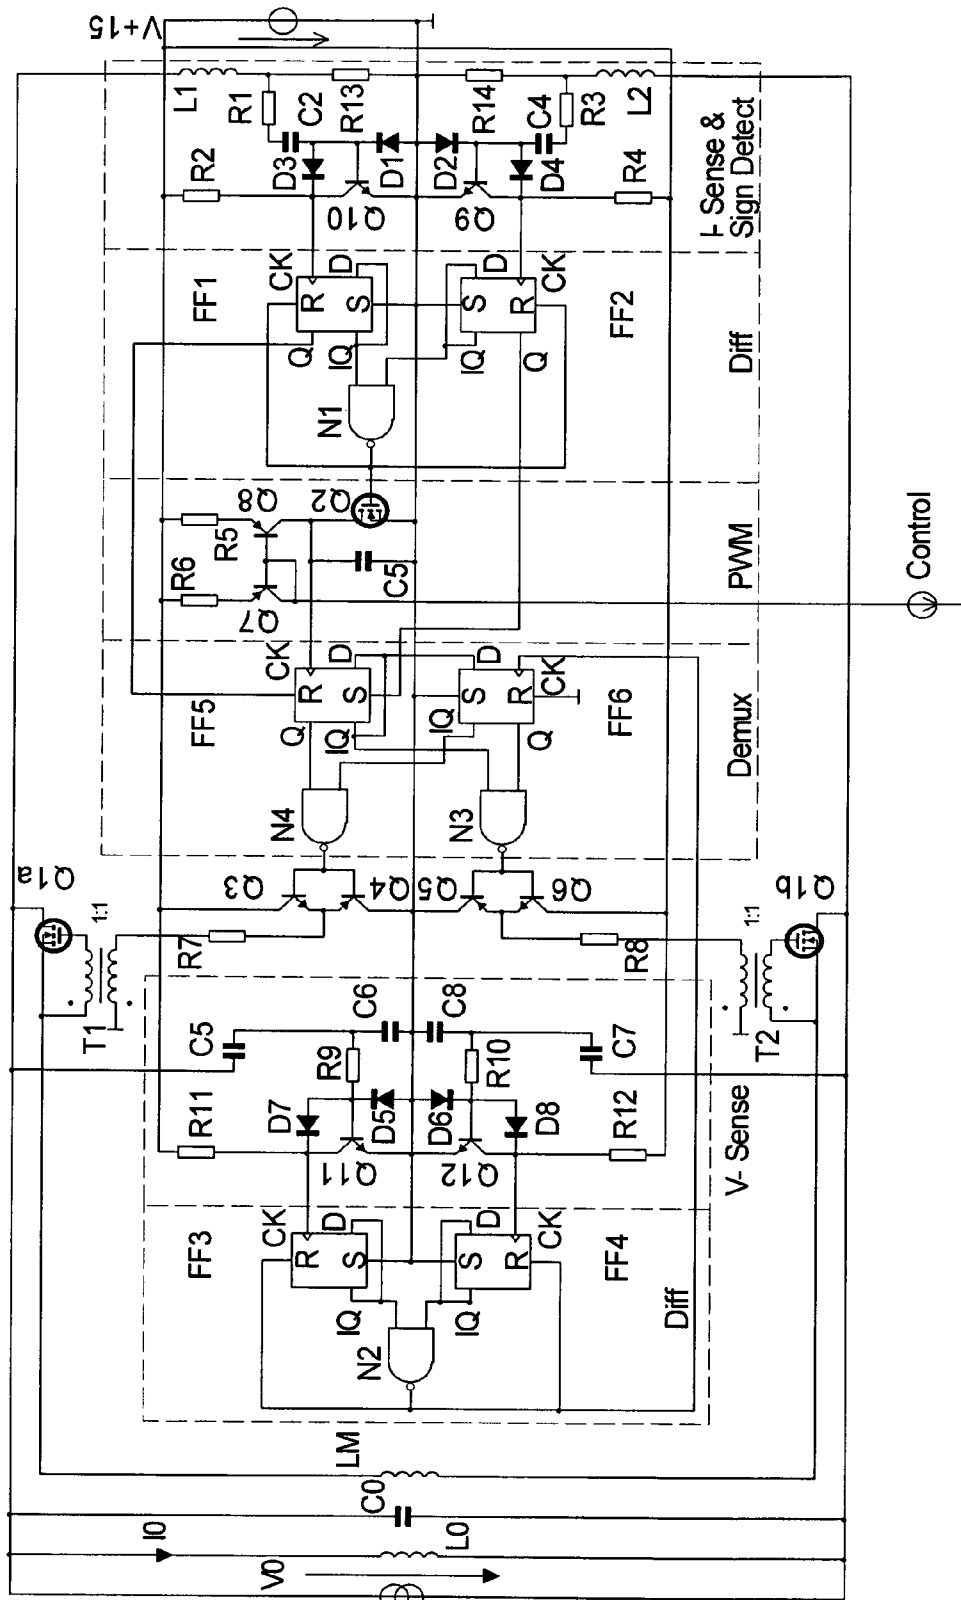 V+15
L1
R1
C2
R13
R14
C4
R3
L2
R2
D3
D1
D2
D4
R4
Q10
Q9
I- Sense &
Sign Detect
FF1
CK
D
R
S
Q
IQ
N1
D
CK
S
R
IQ
Q
FF2
Diff
Q8
Q2
R5
R6
Q7
C5
PWM
Control
FF5
CK
D
R
S
Q
IQ
N4
D
CK
S
R
IQ
Q
FF6
N3
Demux
Q1a
1:1
Q3
Q4
Q5
Q6
Q1b
1:1
R7
R8
T1
T2
C5
C6
C8
C7
R9
R10
R11
D7
D5
D6
D8
R12
Q11
Q12
V- Sense
FF3
CK
D
R
S
IQ
N2
D
CK
S
R
IQ
FF4
Diff
LM
C0
I0
L0
V0